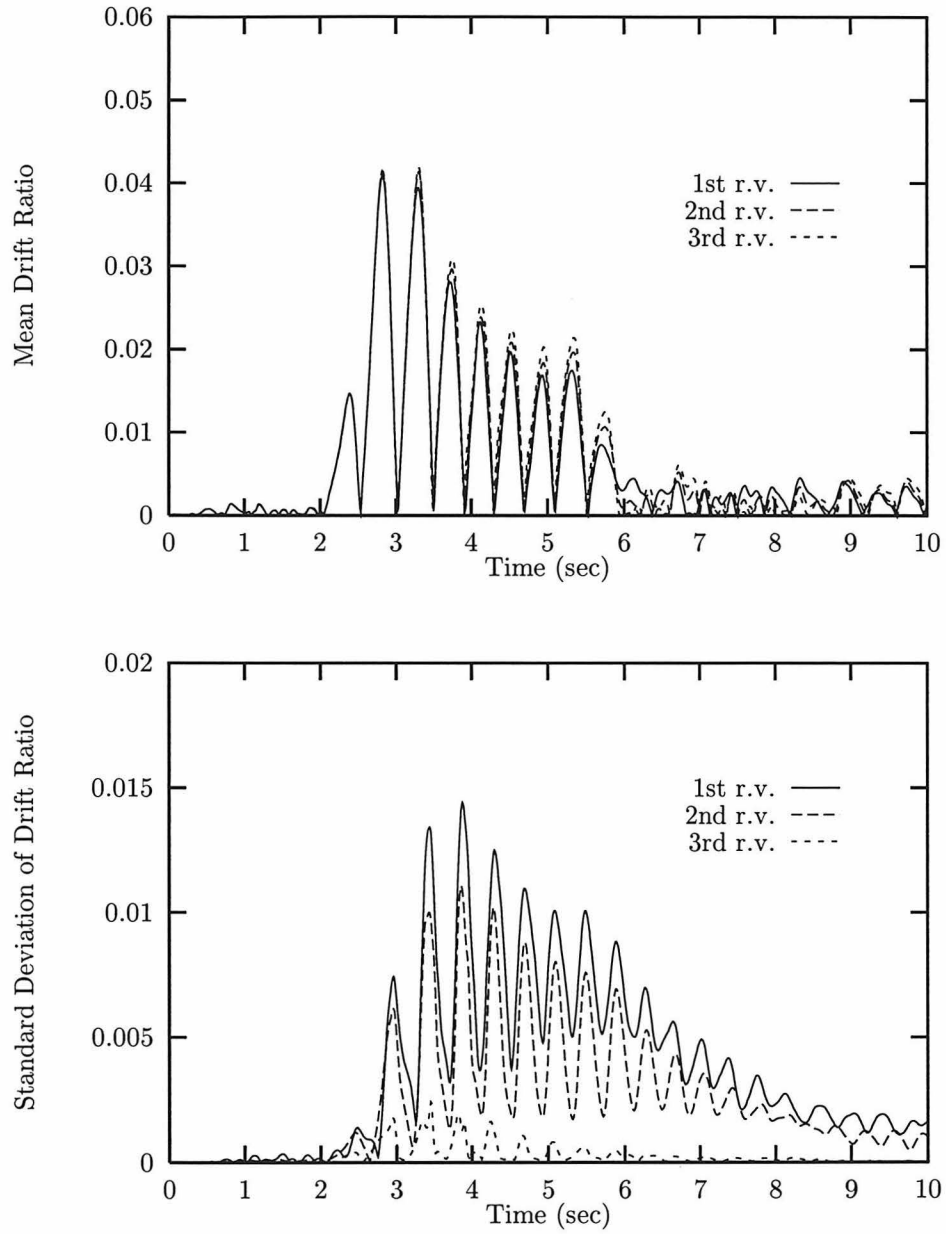 0.06
0.05
0.04
0.03
0.02
0.01
0
Mean Drift Ratio
1st r.v.
2nd r.v.
3rd r.v.
0 1 2 3 4 5 6 7 8 9 10
Time (sec)
0.02
0.015
0.01
0.005
0
Standard Deviation of Drift Ratio
1st r.v.
2nd r.v.
3rd r.v.
0 1 2 3 4 5 6 7 8 9 10
Time (sec)